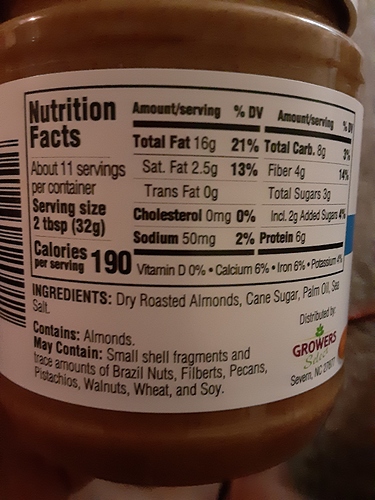 Nutrition Facts
About 11 servings per container
Serving size
2 tbsp (32g)
Calories per serving 190
Amount/serving % DV
Total Fat 16g 21%
Sat. Fat 2.5g 13%
Trans Fat 0g
Cholesterol 0mg 0%
Sodium 50mg 2%
Amount/serving % DV
Total Carb. 8g 3%
Fiber 4g 14%
Total Sugars 3g
Incl. 2g Added Sugars 4%
Protein 6g
Vitamin D 0% • Calcium 6% • Iron 6% • Potassium 4%
INGREDIENTS: Dry Roasted Almonds, Cane Sugar, Palm Oil, Sea
Salt.
Contains: Almonds.
May Contain: Small shell fragments and
trace amounts of Brazil Nuts, Filberts, Pecans,
Pistachios, Walnuts, Wheat, and Soy.
Distributed by:
GROWERS
Select
Severn, NC 27877